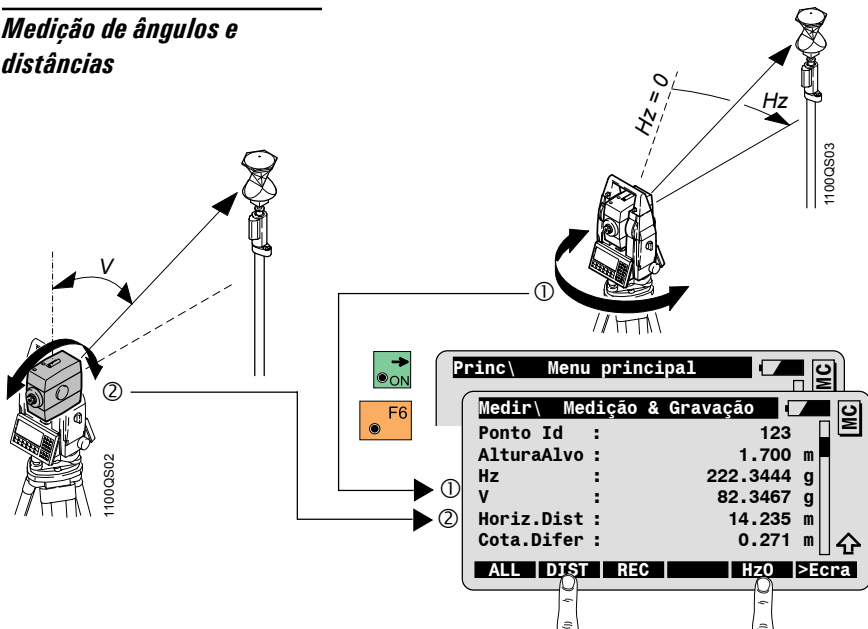 Medição de ângulos e
distâncias
Hz = 0
Hz
1100QS03
V
①
②
1100QS02
ON
F6
Princ\ Menu principal
MC
Medir\ Medição & Gravação
MC
Ponto Id : 123
AlturaAlvo : 1.700 m
Hz : 222.3444 g
V : 82.3467 g
Horiz.Dist : 14.235 m
Cota.Difer : 0.271 m
①
②
ALL DIST REC Hz0 >Ecra